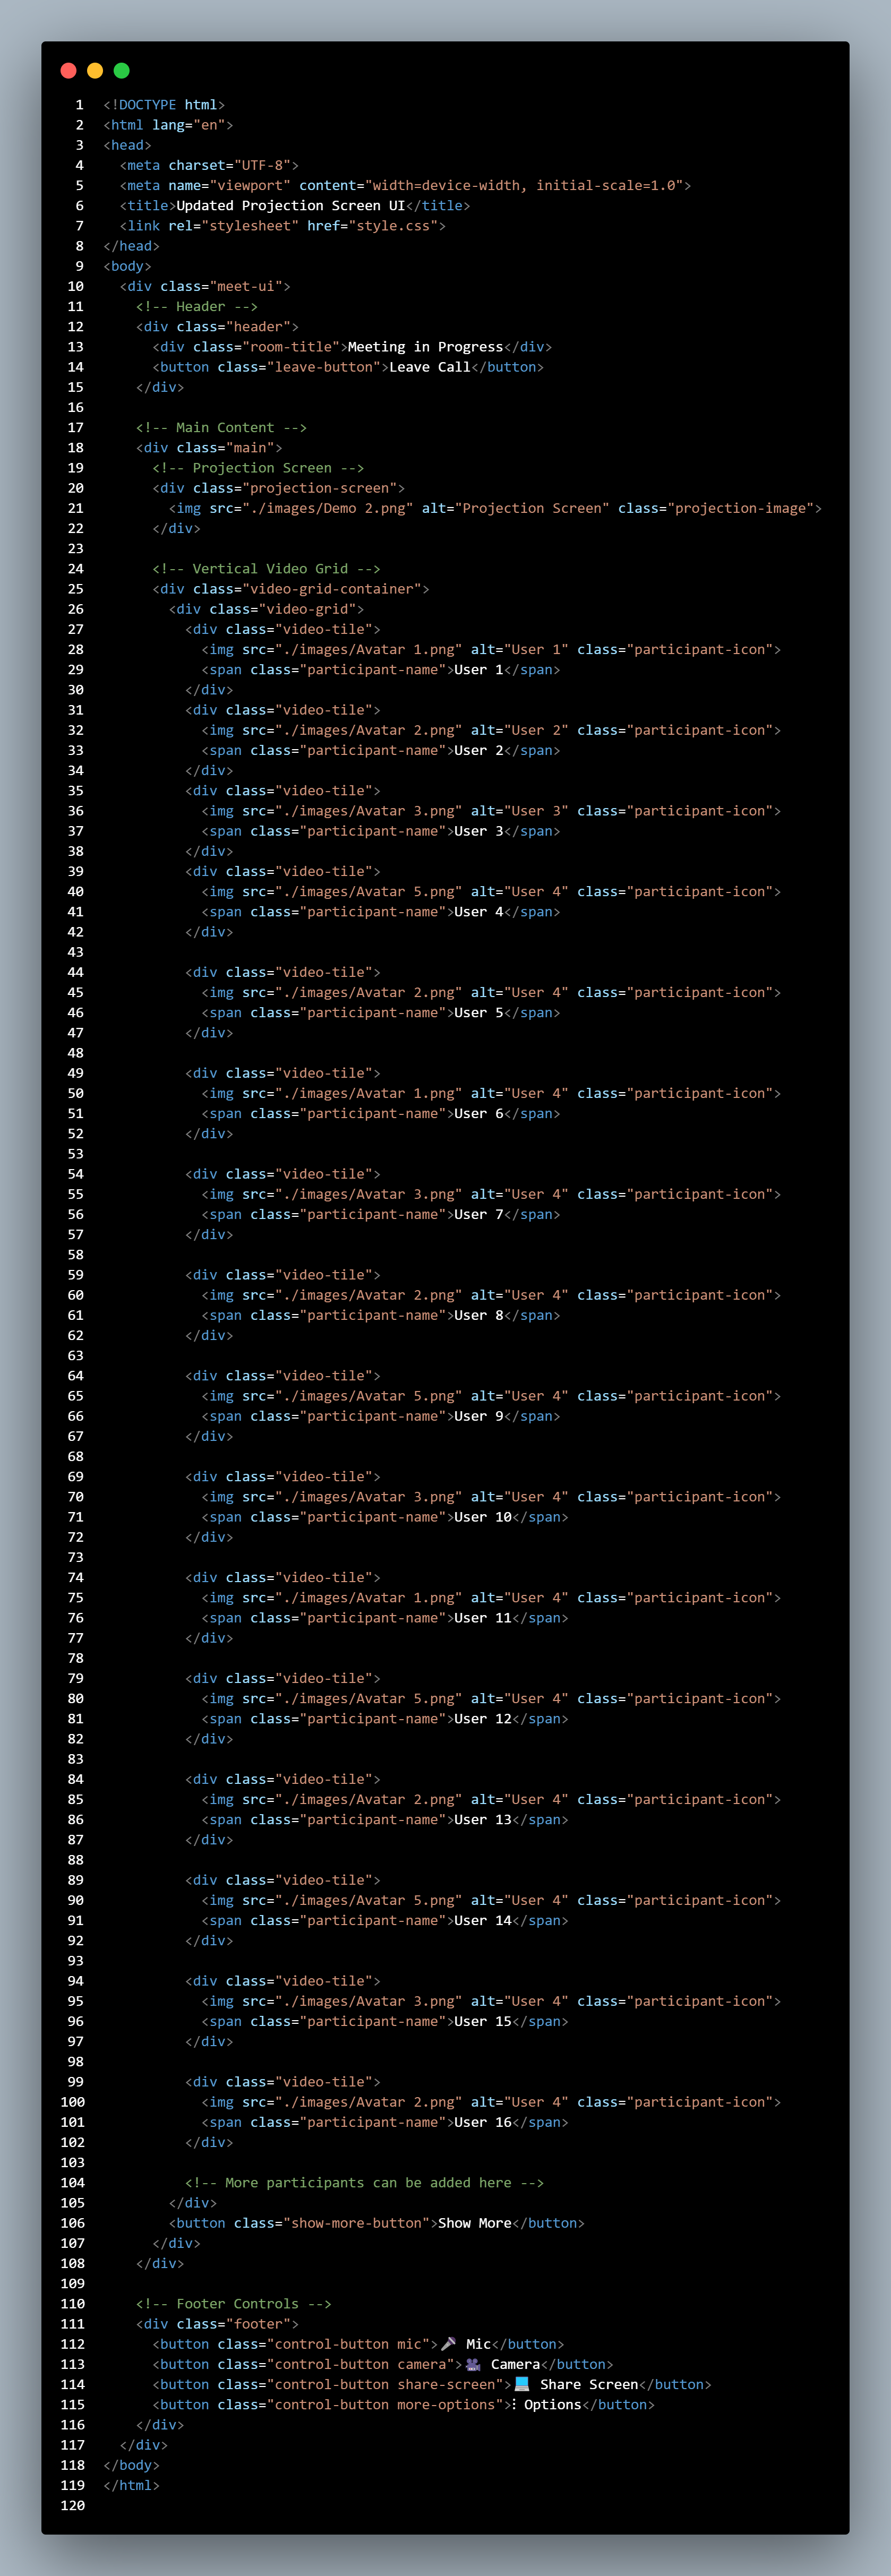 1 <!DOCTYPE html>
2 <html lang="en">
3 <head>
4   <meta charset="UTF-8">
5   <meta name="viewport" content="width=device-width, initial-scale=1.0">
6   <title>Updated Projection Screen UI</title>
7   <link rel="stylesheet" href="style.css">
8 </head>
9 <body>
10   <div class="meet-ui">
11     <!-- Header -->
12     <div class="header">
13       <div class="room-title">Meeting in Progress</div>
14       <button class="leave-button">Leave Call</button>
15     </div>
16
17     <!-- Main Content -->
18     <div class="main">
19       <!-- Projection Screen -->
20       <div class="projection-screen">
21         <img src="./images/Demo 2.png" alt="Projection Screen" class="projection-image">
22       </div>
23
24       <!-- Vertical Video Grid -->
25       <div class="video-grid-container">
26         <div class="video-grid">
27           <div class="video-tile">
28             <img src="./images/Avatar 1.png" alt="User 1" class="participant-icon">
29             <span class="participant-name">User 1</span>
30           </div>
31           <div class="video-tile">
32             <img src="./images/Avatar 2.png" alt="User 2" class="participant-icon">
33             <span class="participant-name">User 2</span>
34           </div>
35           <div class="video-tile">
36             <img src="./images/Avatar 3.png" alt="User 3" class="participant-icon">
37             <span class="participant-name">User 3</span>
38           </div>
39           <div class="video-tile">
40             <img src="./images/Avatar 5.png" alt="User 4" class="participant-icon">
41             <span class="participant-name">User 4</span>
42           </div>
43
44           <div class="video-tile">
45             <img src="./images/Avatar 2.png" alt="User 4" class="participant-icon">
46             <span class="participant-name">User 5</span>
47           </div>
48
49           <div class="video-tile">
50             <img src="./images/Avatar 1.png" alt="User 4" class="participant-icon">
51             <span class="participant-name">User 6</span>
52           </div>
53
54           <div class="video-tile">
55             <img src="./images/Avatar 3.png" alt="User 4" class="participant-icon">
56             <span class="participant-name">User 7</span>
57           </div>
58
59           <div class="video-tile">
60             <img src="./images/Avatar 2.png" alt="User 4" class="participant-icon">
61             <span class="participant-name">User 8</span>
62           </div>
63
64           <div class="video-tile">
65             <img src="./images/Avatar 5.png" alt="User 4" class="participant-icon">
66             <span class="participant-name">User 9</span>
67           </div>
68
69           <div class="video-tile">
70             <img src="./images/Avatar 3.png" alt="User 4" class="participant-icon">
71             <span class="participant-name">User 10</span>
72           </div>
73
74           <div class="video-tile">
75             <img src="./images/Avatar 1.png" alt="User 4" class="participant-icon">
76             <span class="participant-name">User 11</span>
77           </div>
78
79           <div class="video-tile">
80             <img src="./images/Avatar 5.png" alt="User 4" class="participant-icon">
81             <span class="participant-name">User 12</span>
82           </div>
83
84           <div class="video-tile">
85             <img src="./images/Avatar 2.png" alt="User 4" class="participant-icon">
86             <span class="participant-name">User 13</span>
87           </div>
88
89           <div class="video-tile">
90             <img src="./images/Avatar 5.png" alt="User 4" class="participant-icon">
91             <span class="participant-name">User 14</span>
92           </div>
93
94           <div class="video-tile">
95             <img src="./images/Avatar 3.png" alt="User 4" class="participant-icon">
96             <span class="participant-name">User 15</span>
97           </div>
98
99           <div class="video-tile">
100             <img src="./images/Avatar 2.png" alt="User 4" class="participant-icon">
101             <span class="participant-name">User 16</span>
102           </div>
103
104           <!-- More participants can be added here -->
105         </div>
106         <button class="show-more-button">Show More</button>
107       </div>
108     </div>
109
110     <!-- Footer Controls -->
111     <div class="footer">
112       <button class="control-button mic">🎤 Mic</button>
113       <button class="control-button camera">🎥 Camera</button>
114       <button class="control-button share-screen">💻 Share Screen</button>
115       <button class="control-button more-options">⋮ Options</button>
116     </div>
117   </div>
118 </body>
119 </html>
120